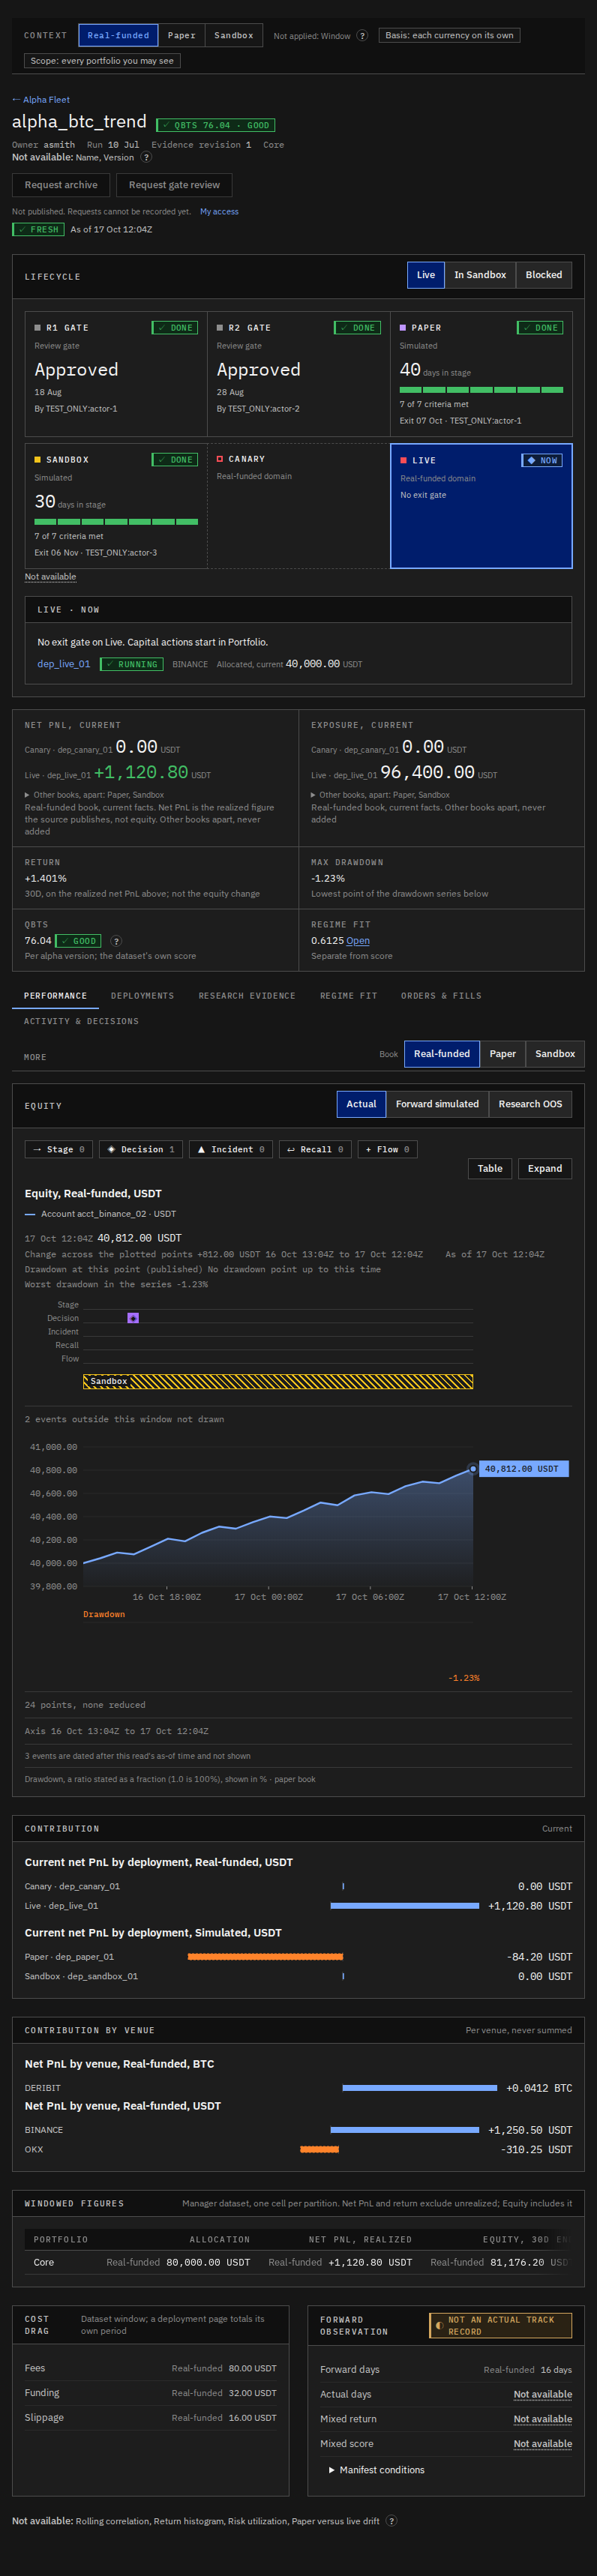 CONTEXT Real-funded Paper Sandbox Not applied: Window ? Basis: each currency on its own
Scope: every portfolio you may see
← Alpha Fleet
alpha_btc_trend ✓ QBTS 76.04 · GOOD
Owner asmith Run 10 Jul Evidence revision 1 Core
Not available: Name, Version ?
Request archive Request gate review
Not published. Requests cannot be recorded yet. My access
✓ FRESH As of 17 Oct 12:04Z
LIFECYCLE Live In Sandbox Blocked
R1 GATE ✓ DONE R2 GATE ✓ DONE PAPER ✓ DONE
Review gate Review gate Simulated
Approved Approved 40 days in stage
18 Aug 28 Aug
By TEST_ONLY:actor-1 By TEST_ONLY:actor-2 7 of 7 criteria met
Exit 07 Oct · TEST_ONLY:actor-1
SANDBOX ✓ DONE CANARY LIVE ◆ NOW
Simulated Real-funded domain Real-funded domain
30 days in stage No exit gate
7 of 7 criteria met
Exit 06 Nov · TEST_ONLY:actor-3
Not available
LIVE · NOW
No exit gate on Live. Capital actions start in Portfolio.
dep_live_01 ✓ RUNNING BINANCE Allocated, current 40,000.00 USDT
NET PNL, CURRENT EXPOSURE, CURRENT
Canary · dep_canary_01 0.00 USDT Canary · dep_canary_01 0.00 USDT
Live · dep_live_01 +1,120.80 USDT Live · dep_live_01 96,400.00 USDT
▶ Other books, apart: Paper, Sandbox ▶ Other books, apart: Paper, Sandbox
Real-funded book, current facts. Net PnL is the realized figure Real-funded book, current facts. Other books apart, never
the source publishes, not equity. Other books apart, never added
added
RETURN MAX DRAWDOWN
+1.401% -1.23%
30D, on the realized net PnL above; not the equity change Lowest point of the drawdown series below
QBTS REGIME FIT
76.04 ✓ GOOD ? 0.6125 Open
Per alpha version; the dataset's own score Separate from score
PERFORMANCE DEPLOYMENTS RESEARCH EVIDENCE REGIME FIT ORDERS & FILLS
ACTIVITY & DECISIONS
MORE Book Real-funded Paper Sandbox
EQUITY Actual Forward simulated Research OOS
→ Stage 0 ◈ Decision 1 ▲ Incident 0 ↩ Recall 0 + Flow 0
Table Expand
Equity, Real-funded, USDT
Account acct_binance_02 · USDT
17 Oct 12:04Z 40,812.00 USDT
Change across the plotted points +812.00 USDT 16 Oct 13:04Z to 17 Oct 12:04Z As of 17 Oct 12:04Z
Drawdown at this point (published) No drawdown point up to this time
Worst drawdown in the series -1.23%
Stage
Decision
Incident
Recall
Flow
Sandbox
2 events outside this window not drawn
41,000.00
40,800.00 40,812.00 USDT
40,600.00
40,400.00
40,200.00
40,000.00
39,800.00
16 Oct 18:00Z 17 Oct 00:00Z 17 Oct 06:00Z 17 Oct 12:00Z
Drawdown
-1.23%
24 points, none reduced
Axis 16 Oct 13:04Z to 17 Oct 12:04Z
3 events are dated after this read's as-of time and not shown
Drawdown, a ratio stated as a fraction (1.0 is 100%), shown in % · paper book
CONTRIBUTION Current
Current net PnL by deployment, Real-funded, USDT
Canary · dep_canary_01 0.00 USDT
Live · dep_live_01 +1,120.80 USDT
Current net PnL by deployment, Simulated, USDT
Paper · dep_paper_01 -84.20 USDT
Sandbox · dep_sandbox_01 0.00 USDT
CONTRIBUTION BY VENUE Per venue, never summed
Net PnL by venue, Real-funded, BTC
DERIBIT +0.0412 BTC
Net PnL by venue, Real-funded, USDT
BINANCE +1,250.50 USDT
OKX -310.25 USDT
WINDOWED FIGURES Manager dataset, one cell per partition. Net PnL and return exclude unrealized; Equity includes it
PORTFOLIO ALLOCATION NET PNL, REALIZED EQUITY, 30D
Core Real-funded 80,000.00 USDT Real-funded +1,120.80 USDT Real-funded 81,176.20 USD
COST DRAG Dataset window; a deployment page totals its own period
Fees Real-funded 80.00 USDT
Funding Real-funded 32.00 USDT
Slippage Real-funded 16.00 USDT
FORWARD OBSERVATION NOT AN ACTUAL TRACK RECORD
Forward days Real-funded 16 days
Actual days Not available
Mixed return Not available
Mixed score Not available
▶ Manifest conditions
Not available: Rolling correlation, Return histogram, Risk utilization, Paper versus live drift ?